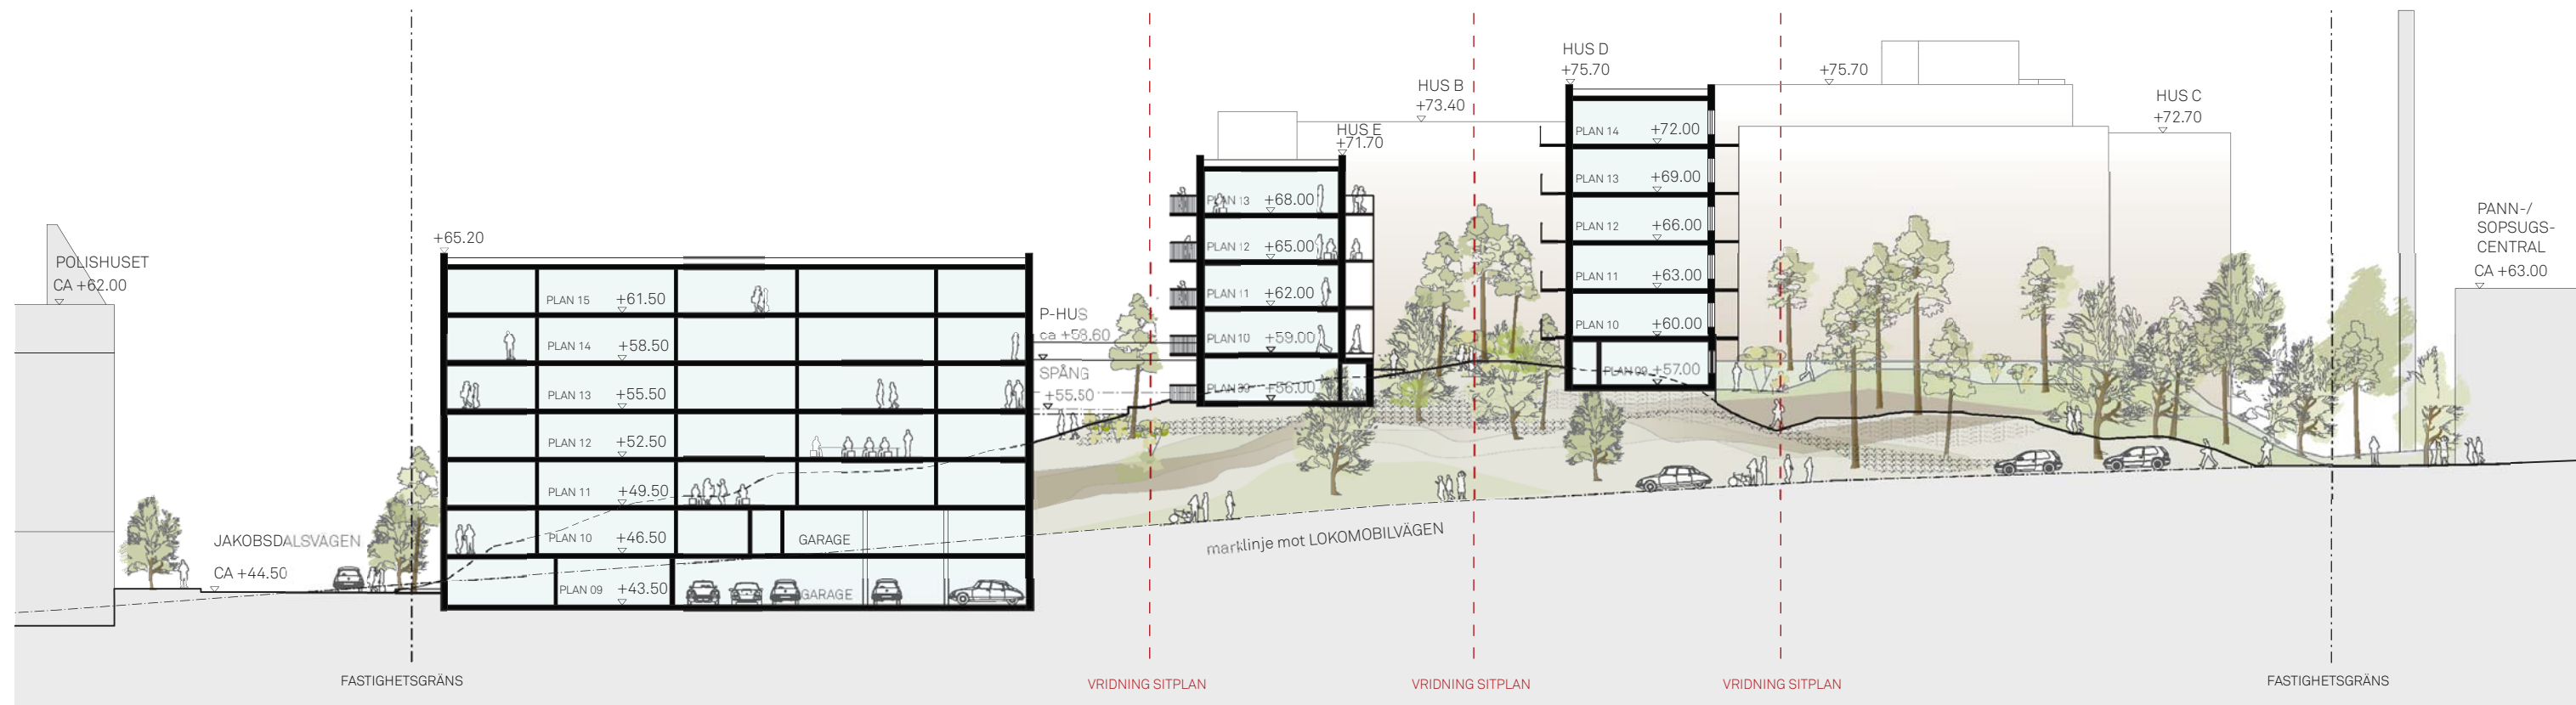 POLISHUSET
CA +62.00
JAKOBSDALSVÄGEN
CA +44.50
FASTIGHETSGRÄNS
+65.20
PLAN 15 +61.50
PLAN 14 +58.50
PLAN 13 +55.50
PLAN 12 +52.50
PLAN 11 +49.50
PLAN 10 +46.50
GARAGE
PLAN 09 +43.50
GARAGE
P-HUS
ca +58.60
SPÅNG
+55.50
VRIDNING SITPLAN
HUS E
+71.70
PLAN 13 +68.00
PLAN 12 +65.00
PLAN 11 +62.00
PLAN 10 +59.00
PLAN 09 +56.00
marklinje mot LOKOMOBILVÄGEN
HUS B
+73.40
VRIDNING SITPLAN
HUS D
+75.70
PLAN 14 +72.00
PLAN 13 +69.00
PLAN 12 +66.00
PLAN 11 +63.00
PLAN 10 +60.00
PLAN 09 +57.00
VRIDNING SITPLAN
+75.70
HUS C
+72.70
FASTIGHETSGRÄNS
PANN-/
SOPSUGS-
CENTRAL
CA +63.00